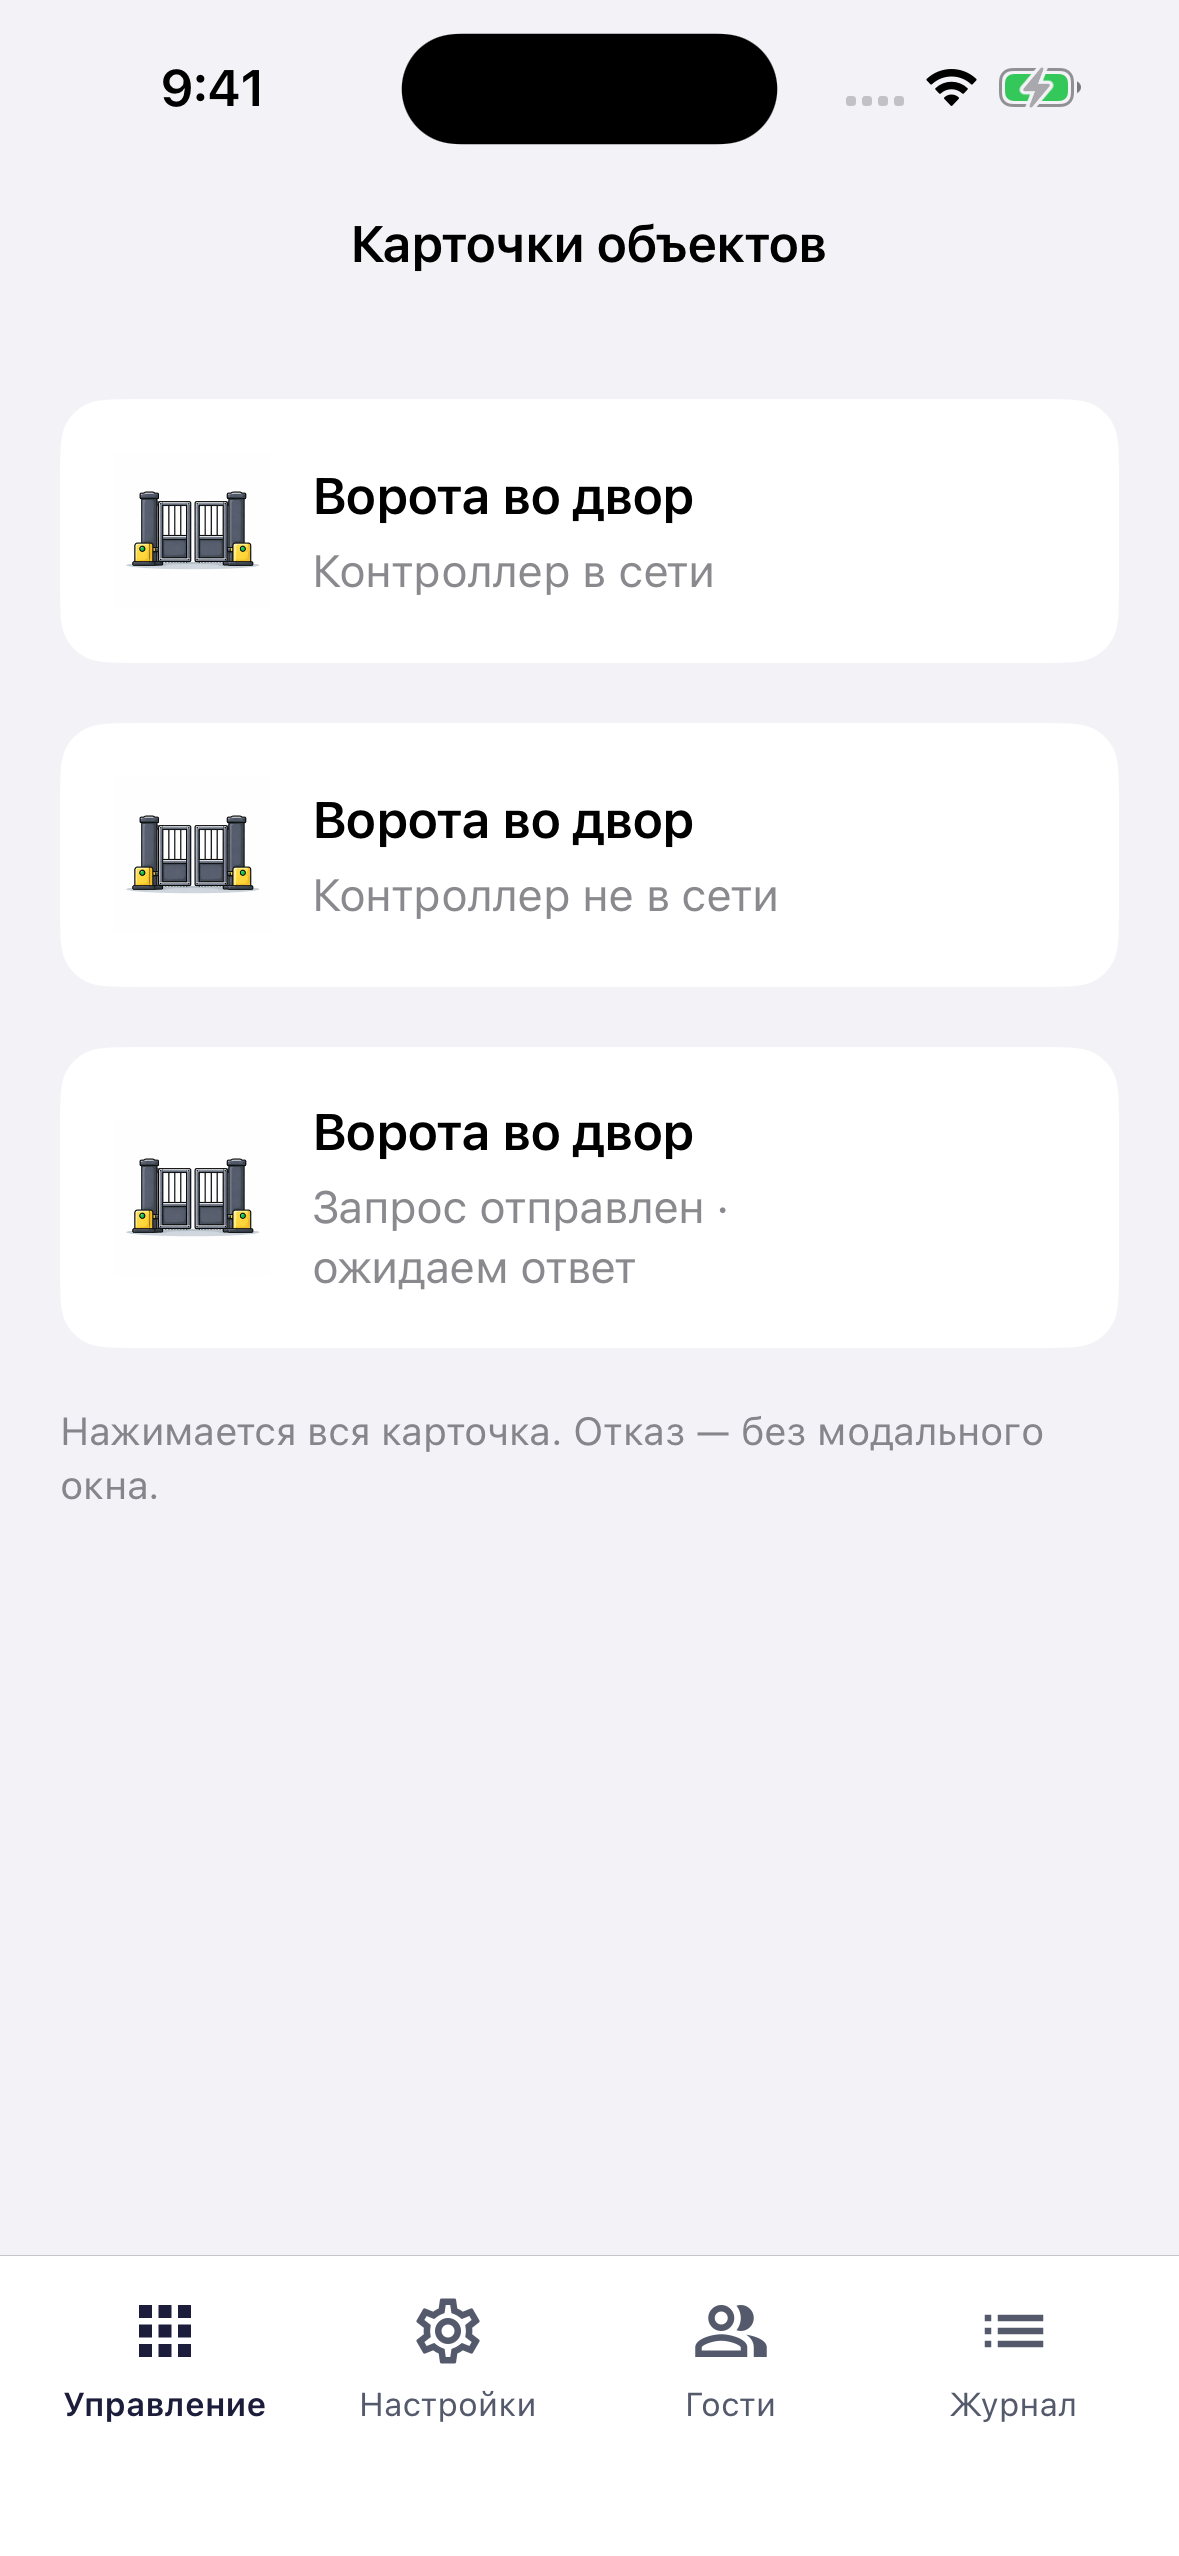 9:41
Карточки объектов
Ворота во двор
Контроллер в сети
Ворота во двор
Контроллер не в сети
Ворота во двор
Запрос отправлен ·
ожидаем ответ
Нажимается вся карточка. Отказ — без модального
окна.
Управление
Настройки
Гости
Журнал